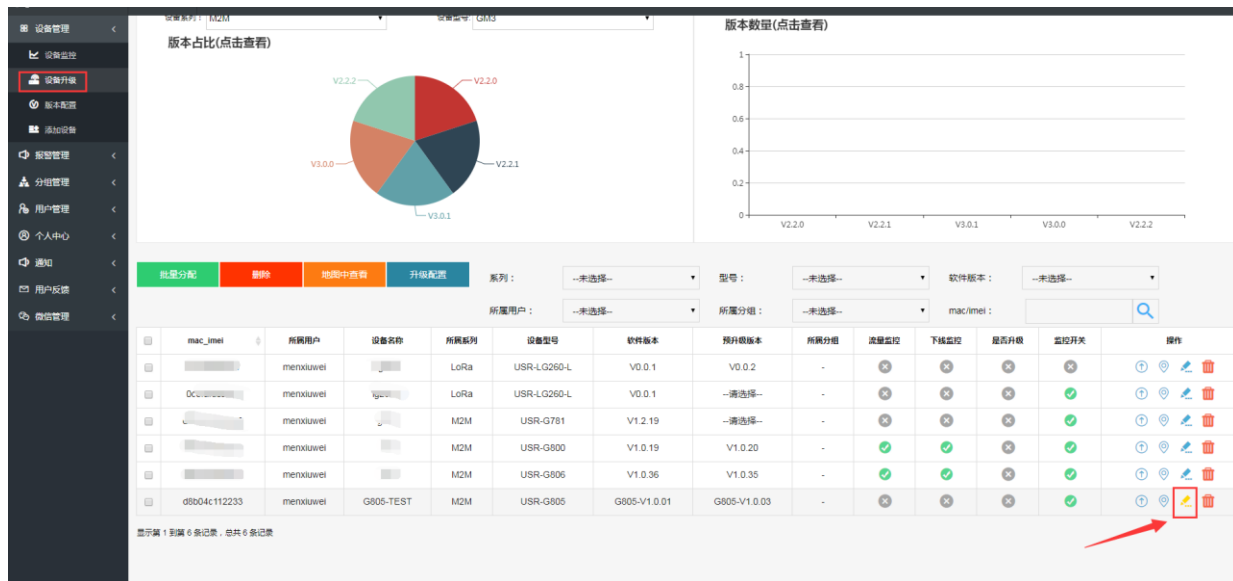 设备管理
设备监控
设备升级
版本配置
添加设备
报警管理
分组管理
用户管理
个人中心
通知
用户反馈
微信管理
设备系列： M2M 设备型号: GM3
版本占比(点击查看)
V2.2.2 V2.2.0
V3.0.0 V2.2.1
V3.0.1
版本数量(点击查看)
1
0.8
0.6
0.4
0.2
0
V2.2.0 V2.2.1 V3.0.1 V3.0.0 V2.2.2
批量分配 删除 地图中查看 升级配置
系列： --未选择-- 型号： --未选择-- 软件版本： --未选择--
所属用户： --未选择-- 所属分组： --未选择-- mac/imei：
mac_imei 所属用户 设备名称 所属系列 设备型号 软件版本 预升级版本 所属分组 流量监控 下线监控 是否升级 监控开关 操作
menxiuwei LoRa USR-LG260-L V0.0.1 V0.0.2 -
menxiuwei LoRa USR-LG260-L V0.0.1 --请选择-- -
menxiuwei M2M USR-G781 V1.2.19 --请选择-- -
menxiuwei M2M USR-G800 V1.0.19 V1.0.20 -
menxiuwei M2M USR-G806 V1.0.36 V1.0.35 -
d8b04c112233 menxiuwei G805-TEST M2M USR-G805 G805-V1.0.01 G805-V1.0.03 -
显示第 1 到第 6 条记录，总共 6 条记录